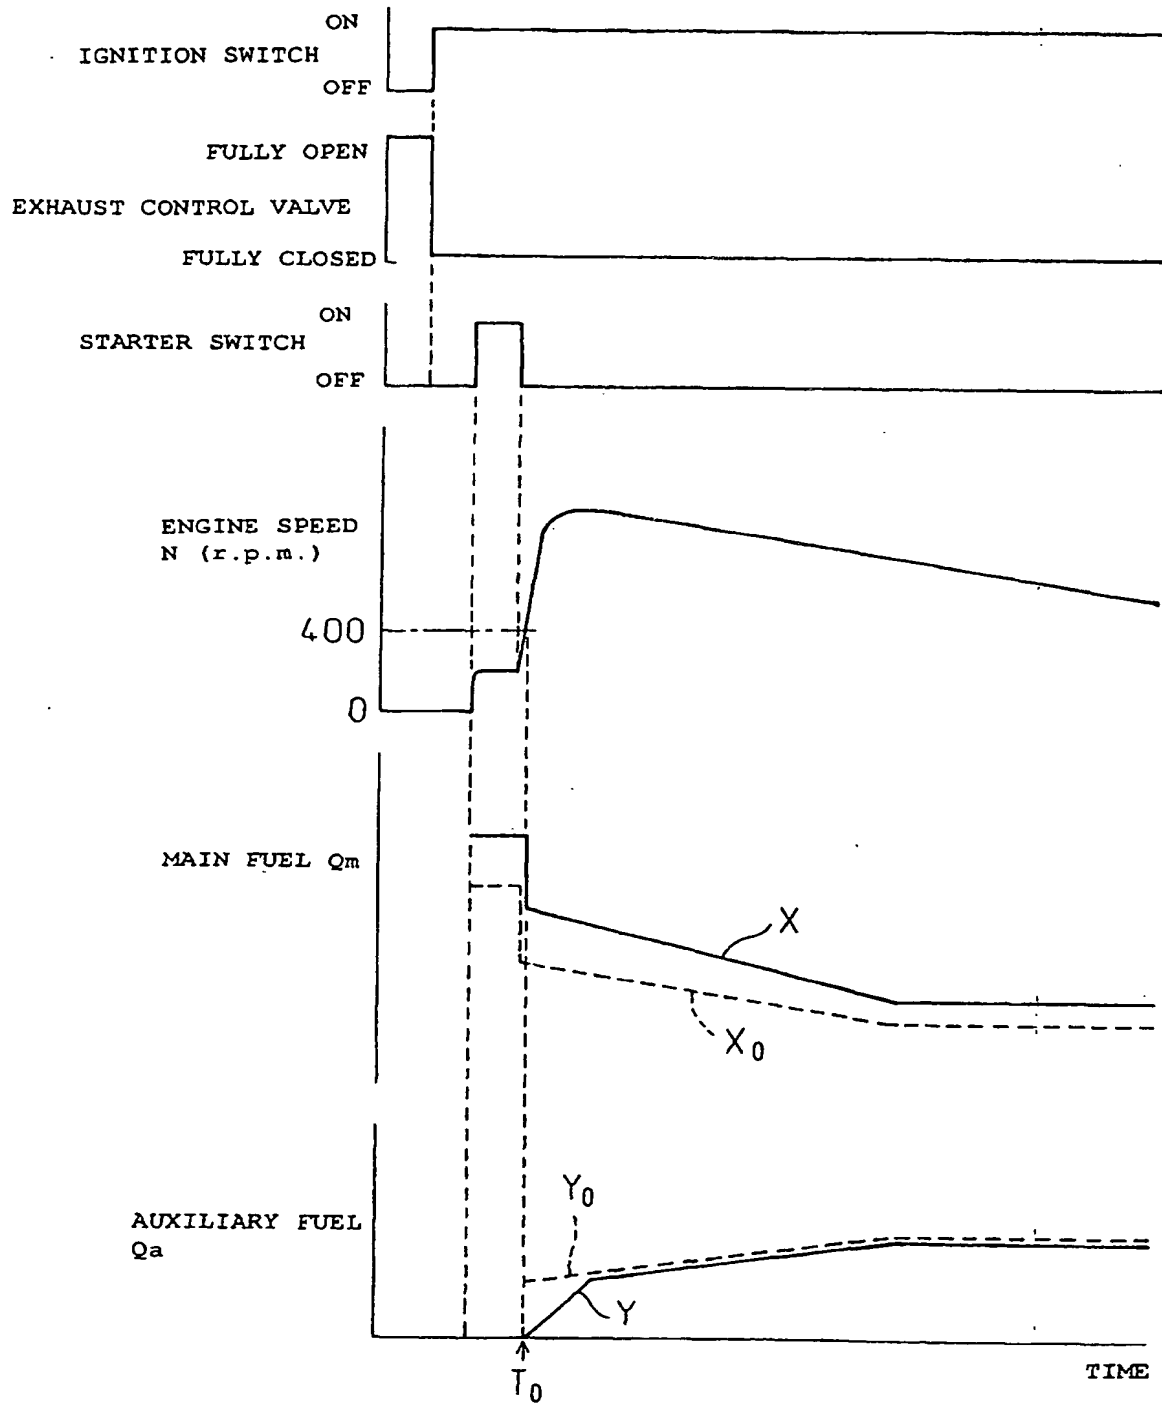 ON
IGNITION SWITCH
OFF
FULLY OPEN
EXHAUST CONTROL VALVE
FULLY CLOSED
ON
STARTER SWITCH
OFF
ENGINE SPEED
N (r.p.m.)
400
0
MAIN FUEL Qm
X
X0
Y0
AUXILIARY FUEL
Qa
Y
TIME
T0